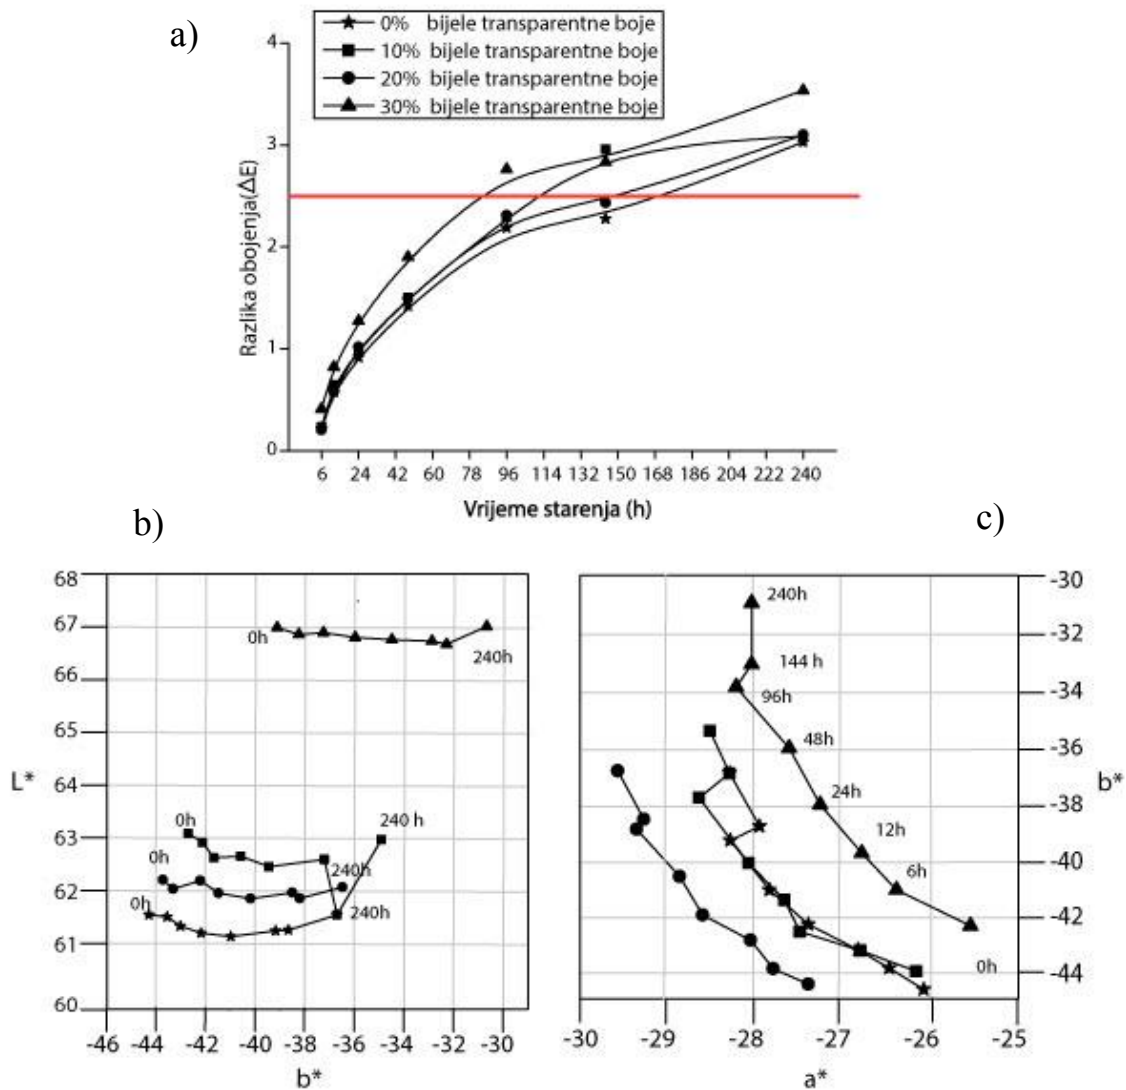 a)
0% bijele transparentne boje
10% bijele transparentne boje
20% bijele transparentne boje
30% bijele transparentne boje
4
3
2
1
0
Razlika obojenja(ΔE)
6 24 42 60 78 96 114 132 150 168 186 204 222 240
Vrijeme starenja (h)
b)
68
67
66
65
64
63
62
61
60
L*
0h
240h
0h
240 h
0h
240h
0h
240h
-46 -44 -42 -40 -38 -36 -34 -32 -30
b*
c)
240h
144 h
96h
48h
24h
12h
6h
0h
-30
-32
-34
-36
-38
-40
-42
-44
b*
-30 -29 -28 -27 -26 -25
a*